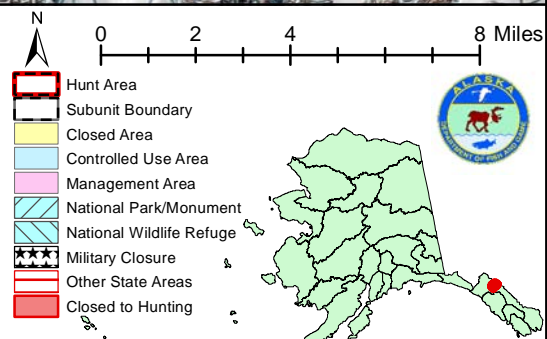 N
0 2 4 8 Miles
Hunt Area
Subunit Boundary
Closed Area
Controlled Use Area
Management Area
National Park/Monument
National Wildlife Refuge
Military Closure
Other State Areas
Closed to Hunting
ALASKA
DEPARTMENT OF FISH AND GAME